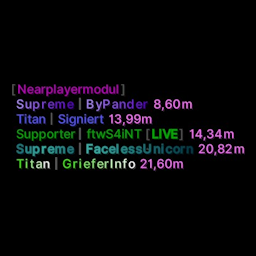 [Nearplayermodul]
Supreme | ByPander 8,60m
Titan | Signiert 13,99m
Supporter | ftwS4iNT [LIVE] 14,34m
Supreme | FacelessUnicorn 20,82m
Titan | GrieferInfo 21,60m